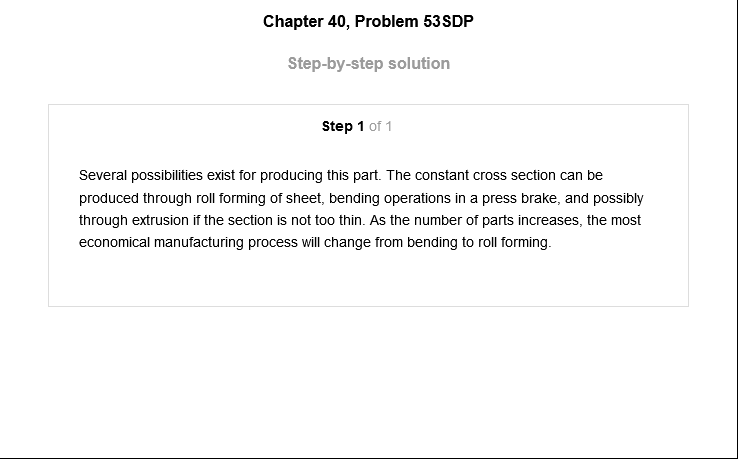 Chapter 40, Problem 53SDP
Step-by-step solution
Step 1 of 1
Several possibilities exist for producing this part. The constant cross section can be
produced through roll forming of sheet, bending operations in a press brake, and possibly
through extrusion if the section is not too thin. As the number of parts increases, the most
economical manufacturing process will change from bending to roll forming.